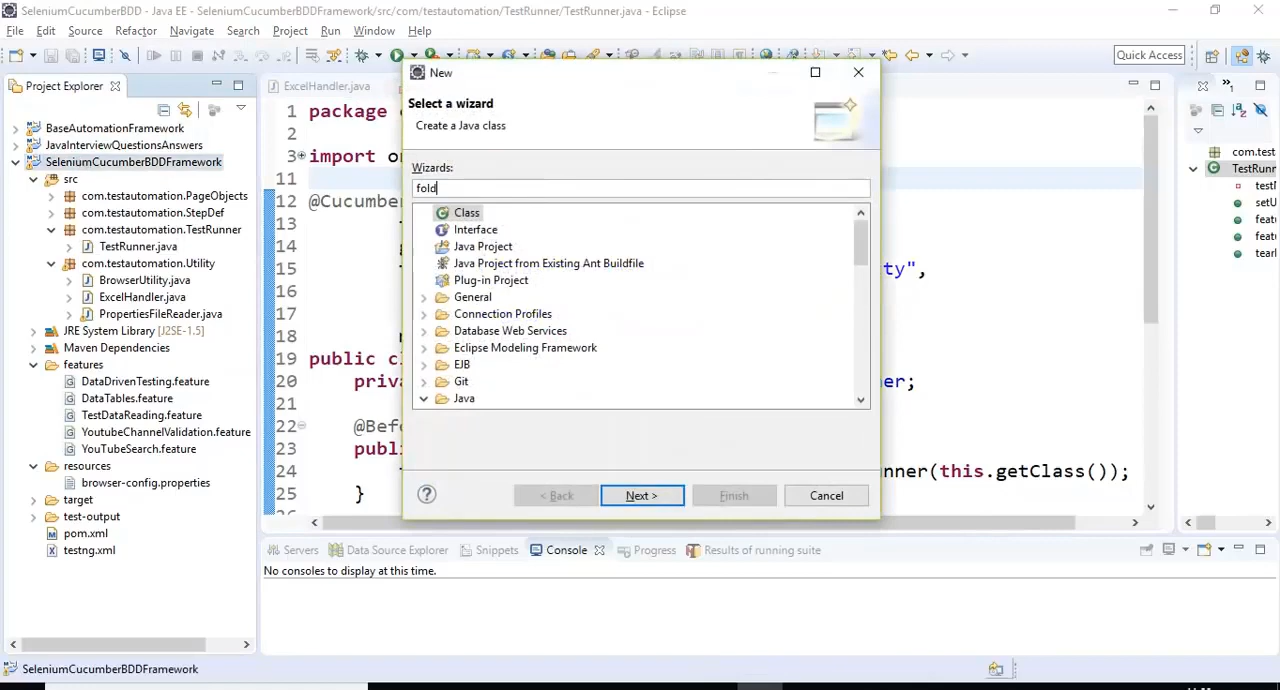 SeleniumCucumberBDD - Java EE - SeleniumCucumberBDDFramework/src/com/testautomation/TestRunner/TestRunner.java - Eclipse
File Edit Source Refactor Navigate Search Project Run Window Help
Quick Access
Project Explorer
BaseAutomationFramework
JavaInterviewQuestionsAnswers
SeleniumCucumberBDDFramework
src
com.testautomation.PageObjects
com.testautomation.StepDef
com.testautomation.TestRunner
TestRunner.java
com.testautomation.Utility
BrowserUtility.java
ExcelHandler.java
PropertiesFileReader.java
JRE System Library [J2SE-1.5]
Maven Dependencies
features
DataDrivenTesting.feature
DataTables.feature
TestDataReading.feature
YoutubeChannelValidation.feature
YouTubeSearch.feature
resources
browser-config.properties
target
test-output
pom.xml
testng.xml
ExcelHandler.java
1 package
2
3 import
11
12 @Cucumbe
13
14
15 ty",
16
17
18
19 public
20 priv er;
21
22 @Bef
23 publ
24 nner(this.getClass());
25 }
New
Select a wizard
Create a Java class
Wizards:
fold
Class
Interface
Java Project
Java Project from Existing Ant Buildfile
Plug-in Project
General
Connection Profiles
Database Web Services
Eclipse Modeling Framework
EJB
Git
Java
< Back Next > Finish Cancel
1
com.test
TestRunn
testN
setU
featu
featu
tear
Servers Data Source Explorer Snippets Console Progress Results of running suite
No consoles to display at this time.
SeleniumCucumberBDDFramework